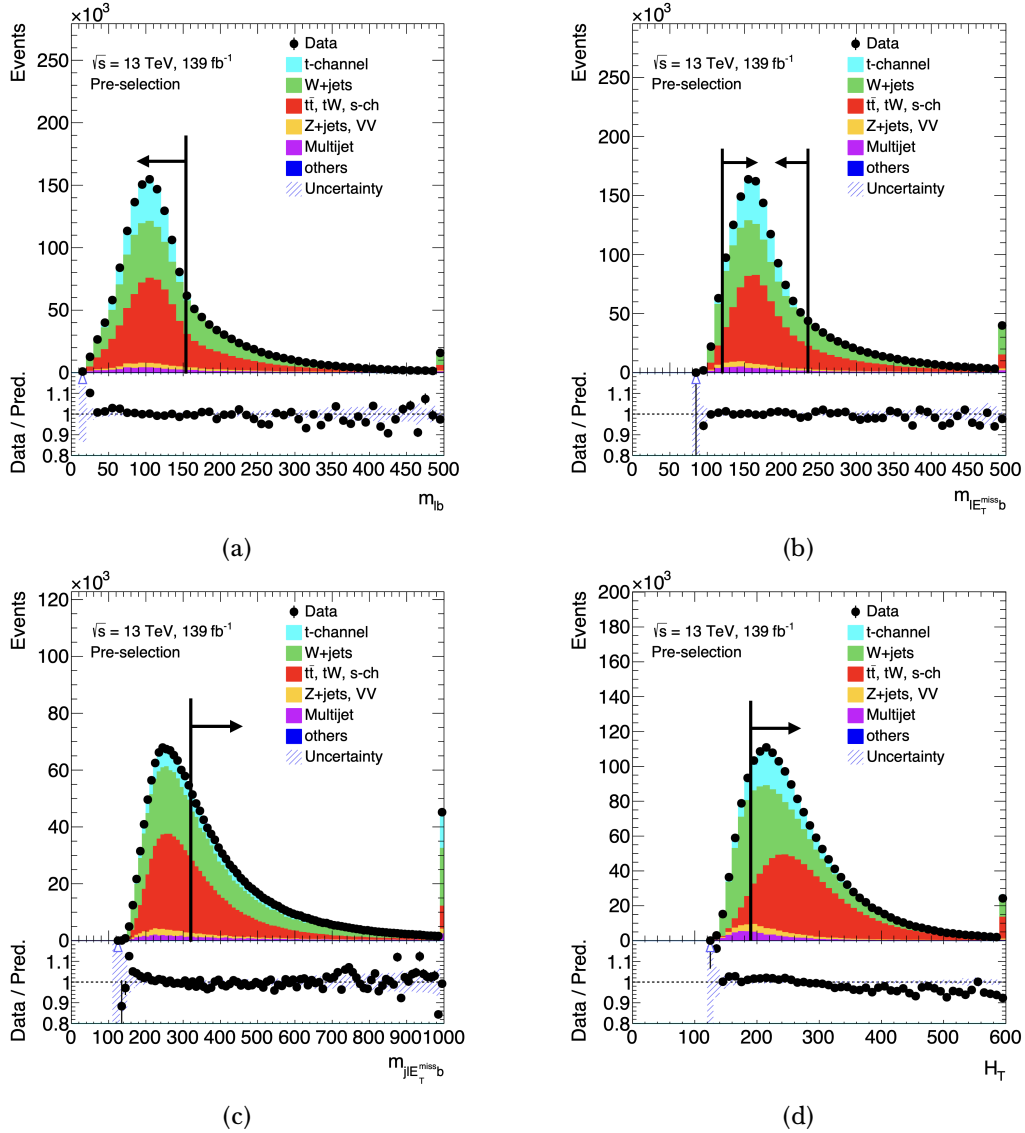 ×10³
Events
250
200
150
100
50
0
√s = 13 TeV, 139 fb⁻¹
Pre-selection
Data
t-channel
W+jets
tt̄, tW, s-ch
Z+jets, VV
Multijet
others
Uncertainty
Data / Pred.
1.1
1
0.9
0.8
0 50 100 150 200 250 300 350 400 450 500
m_lb
(a)
×10³
Events
250
200
150
100
50
0
√s = 13 TeV, 139 fb⁻¹
Pre-selection
Data
t-channel
W+jets
tt̄, tW, s-ch
Z+jets, VV
Multijet
others
Uncertainty
Data / Pred.
1.1
1
0.9
0.8
0 50 100 150 200 250 300 350 400 450 500
m_lE_T^miss b
(b)
×10³
Events
120
100
80
60
40
20
0
√s = 13 TeV, 139 fb⁻¹
Pre-selection
Data
t-channel
W+jets
tt̄, tW, s-ch
Z+jets, VV
Multijet
others
Uncertainty
Data / Pred.
1.1
1
0.9
0.8
0 100 200 300 400 500 600 700 800 9001000
m_jlE_T^miss b
(c)
×10³
Events
200
180
160
140
120
100
80
60
40
20
0
√s = 13 TeV, 139 fb⁻¹
Pre-selection
Data
t-channel
W+jets
tt̄, tW, s-ch
Z+jets, VV
Multijet
others
Uncertainty
Data / Pred.
1.1
1
0.9
0.8
0 100 200 300 400 500 600
H_T
(d)